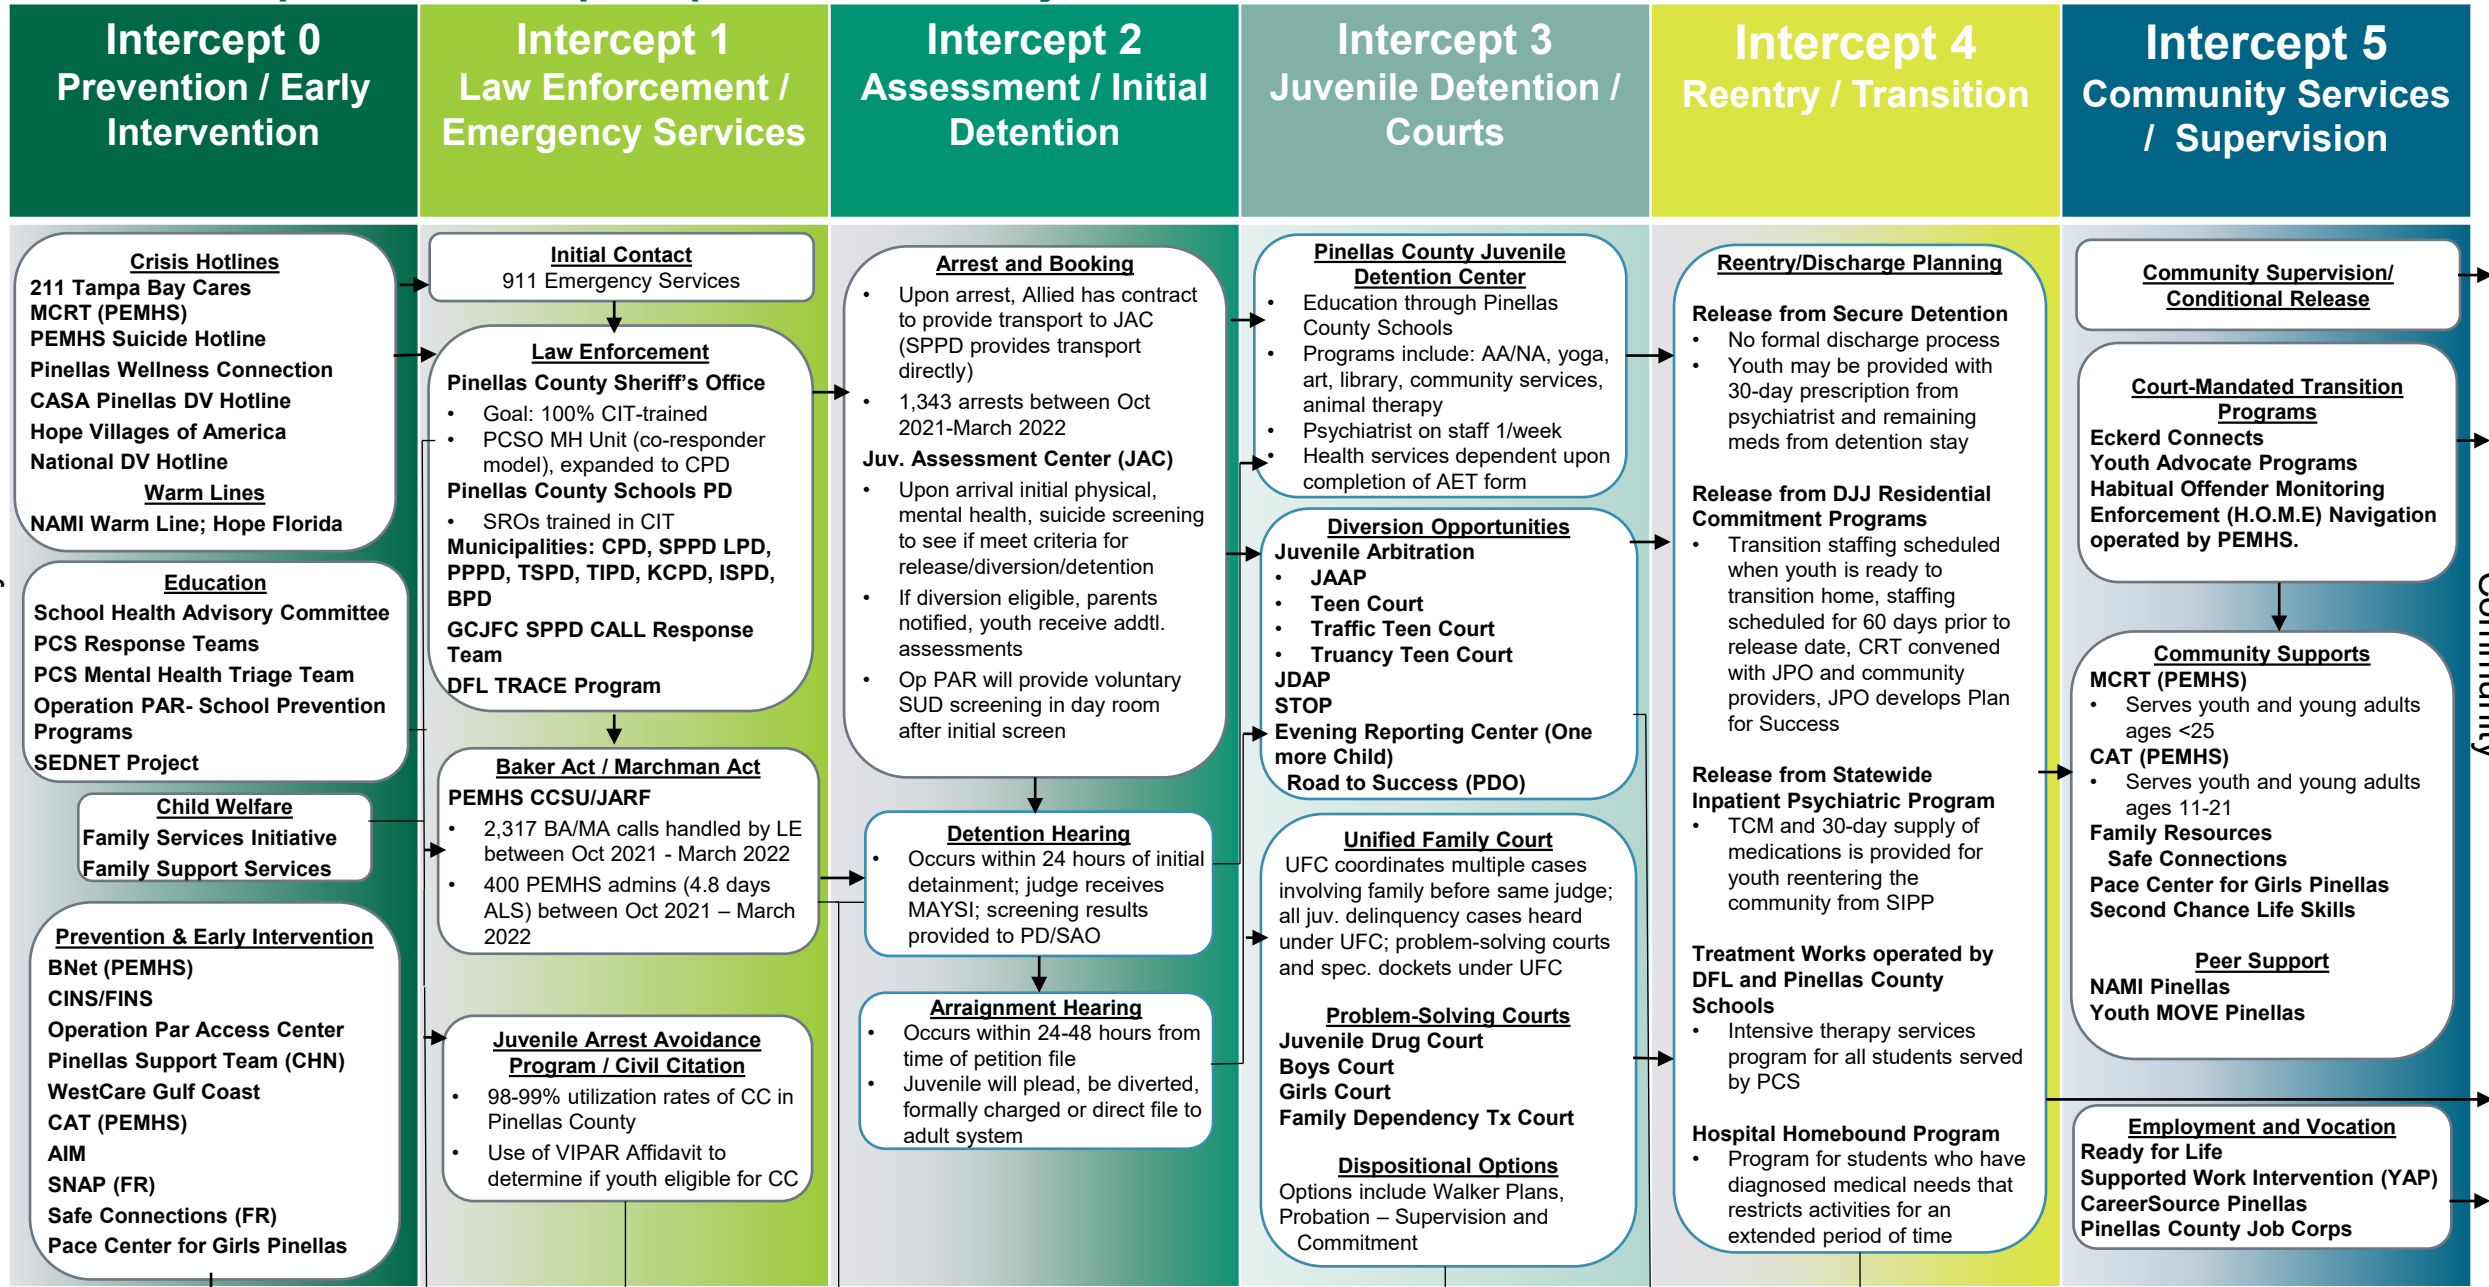 Intercept 0
Prevention / Early
Intervention
Intercept 1
Law Enforcement /
Emergency Services
Intercept 2
Assessment / Initial
Detention
Intercept 3
Juvenile Detention /
Courts
Intercept 4
Reentry / Transition
Intercept 5
Community Services
/ Supervision
Crisis Hotlines
211 Tampa Bay Cares
MCRT (PEMHS)
PEMHS Suicide Hotline
Pinellas Wellness Connection
CASA Pinellas DV Hotline
Hope Villages of America
National DV Hotline
Warm Lines
NAMI Warm Line; Hope Florida
Education
School Health Advisory Committee
PCS Response Teams
PCS Mental Health Triage Team
Operation PAR- School Prevention
Programs
SEDNET Project
Child Welfare
Family Services Initiative
Family Support Services
Prevention & Early Intervention
BNet (PEMHS)
CINS/FINS
Operation Par Access Center
Pinellas Support Team (CHN)
WestCare Gulf Coast
CAT (PEMHS)
AIM
SNAP (FR)
Safe Connections (FR)
Pace Center for Girls Pinellas
Initial Contact
911 Emergency Services
Law Enforcement
Pinellas County Sheriff's Office
• Goal: 100% CIT-trained
• PCSO MH Unit (co-responder
model), expanded to CPD
Pinellas County Schools PD
• SROs trained in CIT
Municipalities: CPD, SPPD LPD,
PPPD, TSPD, TIPD, KCPD, ISPD,
BPD
GCJFC SPPD CALL Response
Team
DFL TRACE Program
Baker Act / Marchman Act
PEMHS CCSU/JARF
• 2,317 BA/MA calls handled by LE
between Oct 2021 - March 2022
• 400 PEMHS admins (4.8 days
ALS) between Oct 2021 – March
2022
Juvenile Arrest Avoidance
Program / Civil Citation
• 98-99% utilization rates of CC in
Pinellas County
• Use of VIPAR Affidavit to
determine if youth eligible for CC
Arrest and Booking
• Upon arrest, Allied has contract
to provide transport to JAC
(SPPD provides transport
directly)
• 1,343 arrests between Oct
2021-March 2022
Juv. Assessment Center (JAC)
• Upon arrival initial physical,
mental health, suicide screening
to see if meet criteria for
release/diversion/detention
• If diversion eligible, parents
notified, youth receive addtl.
assessments
• Op PAR will provide voluntary
SUD screening in day room
after initial screen
Detention Hearing
• Occurs within 24 hours of initial
detainment; judge receives
MAYSI; screening results
provided to PD/SAO
Arraignment Hearing
• Occurs within 24-48 hours from
time of petition file
• Juvenile will plead, be diverted,
formally charged or direct file to
adult system
Pinellas County Juvenile
Detention Center
• Education through Pinellas
County Schools
• Programs include: AA/NA, yoga,
art, library, community services,
animal therapy
• Psychiatrist on staff 1/week
• Health services dependent upon
completion of AET form
Diversion Opportunities
Juvenile Arbitration
• JAAP
• Teen Court
• Traffic Teen Court
• Truancy Teen Court
JDAP
STOP
Evening Reporting Center (One
more Child)
Road to Success (PDO)
Unified Family Court
UFC coordinates multiple cases
involving family before same judge;
all juv. delinquency cases heard
under UFC; problem-solving courts
and spec. dockets under UFC
Problem-Solving Courts
Juvenile Drug Court
Boys Court
Girls Court
Family Dependency Tx Court
Dispositional Options
Options include Walker Plans,
Probation – Supervision and
Commitment
Reentry/Discharge Planning
Release from Secure Detention
• No formal discharge process
• Youth may be provided with
30-day prescription from
psychiatrist and remaining
meds from detention stay
Release from DJJ Residential
Commitment Programs
• Transition staffing scheduled
when youth is ready to
transition home, staffing
scheduled for 60 days prior to
release date, CRT convened
with JPO and community
providers, JPO develops Plan
for Success
Release from Statewide
Inpatient Psychiatric Program
• TCM and 30-day supply of
medications is provided for
youth reentering the
community from SIPP
Treatment Works operated by
DFL and Pinellas County
Schools
• Intensive therapy services
program for all students served
by PCS
Hospital Homebound Program
• Program for students who have
diagnosed medical needs that
restricts activities for an
extended period of time
Community Supervision/
Conditional Release
Court-Mandated Transition
Programs
Eckerd Connects
Youth Advocate Programs
Habitual Offender Monitoring
Enforcement (H.O.M.E) Navigation
operated by PEMHS.
Community Supports
MCRT (PEMHS)
• Serves youth and young adults
ages <25
CAT (PEMHS)
• Serves youth and young adults
ages 11-21
Family Resources
Safe Connections
Pace Center for Girls Pinellas
Second Chance Life Skills
Peer Support
NAMI Pinellas
Youth MOVE Pinellas
Employment and Vocation
Ready for Life
Supported Work Intervention (YAP)
CareerSource Pinellas
Pinellas County Job Corps
Community